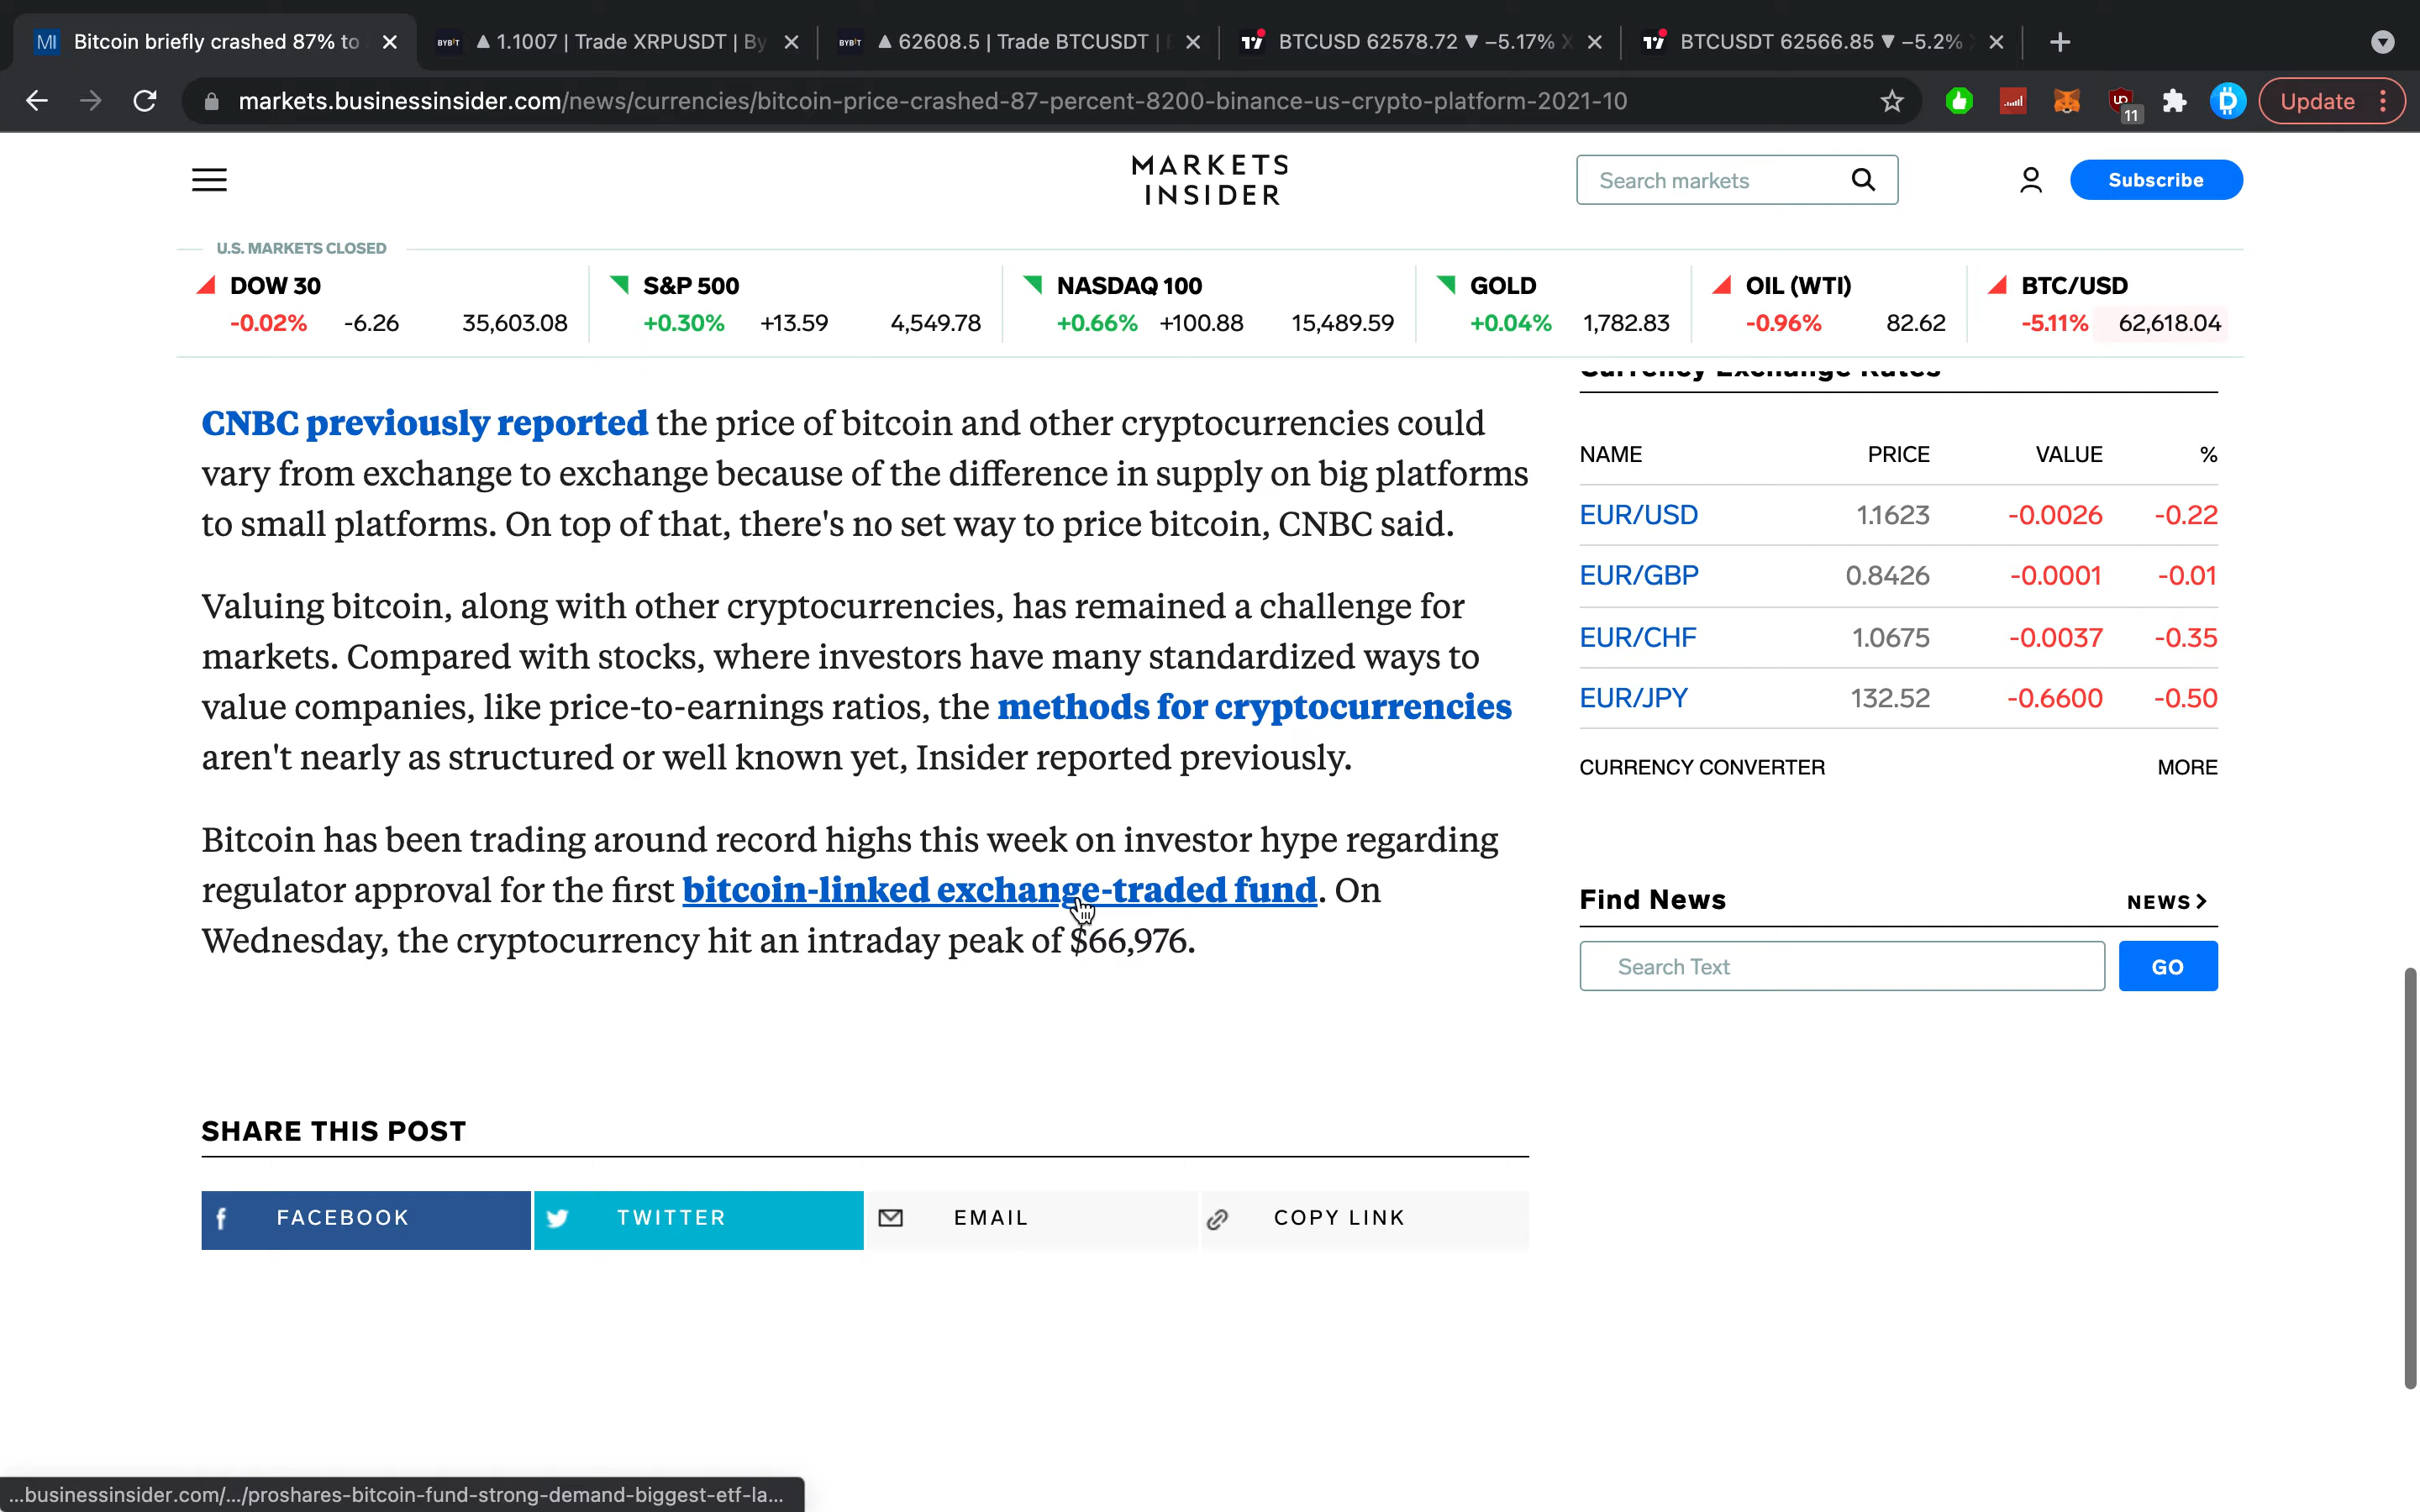 MI Bitcoin briefly crashed 87% to
BYBIT ▲ 1.1007 | Trade XRPUSDT | By
BYBIT ▲ 62608.5 | Trade BTCUSDT |
BTCUSD 62578.72 ▼ −5.17%
BTCUSDT 62566.85 ▼ −5.2%
markets.businessinsider.com/news/currencies/bitcoin-price-crashed-87-percent-8200-binance-us-crypto-platform-2021-10
11
Update
MARKETS
INSIDER
Search markets
Subscribe
U.S. MARKETS CLOSED
DOW 30
-0.02% -6.26 35,603.08
S&P 500
+0.30% +13.59 4,549.78
NASDAQ 100
+0.66% +100.88 15,489.59
GOLD
+0.04% 1,782.83
OIL (WTI)
-0.96% 82.62
BTC/USD
-5.11% 62,618.04
CNBC previously reported the price of bitcoin and other cryptocurrencies could
vary from exchange to exchange because of the difference in supply on big platforms
to small platforms. On top of that, there's no set way to price bitcoin, CNBC said.
Valuing bitcoin, along with other cryptocurrencies, has remained a challenge for
markets. Compared with stocks, where investors have many standardized ways to
value companies, like price-to-earnings ratios, the methods for cryptocurrencies
aren't nearly as structured or well known yet, Insider reported previously.
Bitcoin has been trading around record highs this week on investor hype regarding
regulator approval for the first bitcoin-linked exchange-traded fund. On
Wednesday, the cryptocurrency hit an intraday peak of $66,976.
SHARE THIS POST
FACEBOOK
TWITTER
EMAIL
COPY LINK
Currency Exchange Rates
NAME PRICE VALUE %
EUR/USD 1.1623 -0.0026 -0.22
EUR/GBP 0.8426 -0.0001 -0.01
EUR/CHF 1.0675 -0.0037 -0.35
EUR/JPY 132.52 -0.6600 -0.50
CURRENCY CONVERTER MORE
Find News NEWS >
Search Text GO
...businessinsider.com/.../proshares-bitcoin-fund-strong-demand-biggest-etf-la...